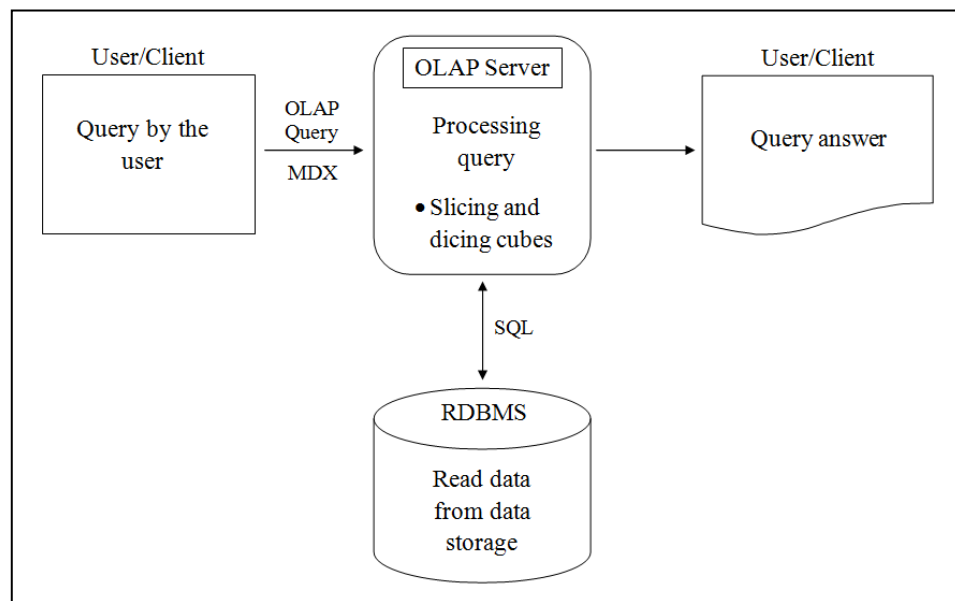 User/Client
Query by the
user
OLAP
Query
MDX
OLAP Server
Processing
query
• Slicing and
dicing cubes
User/Client
Query answer
SQL
RDBMS
Read data
from data
storage